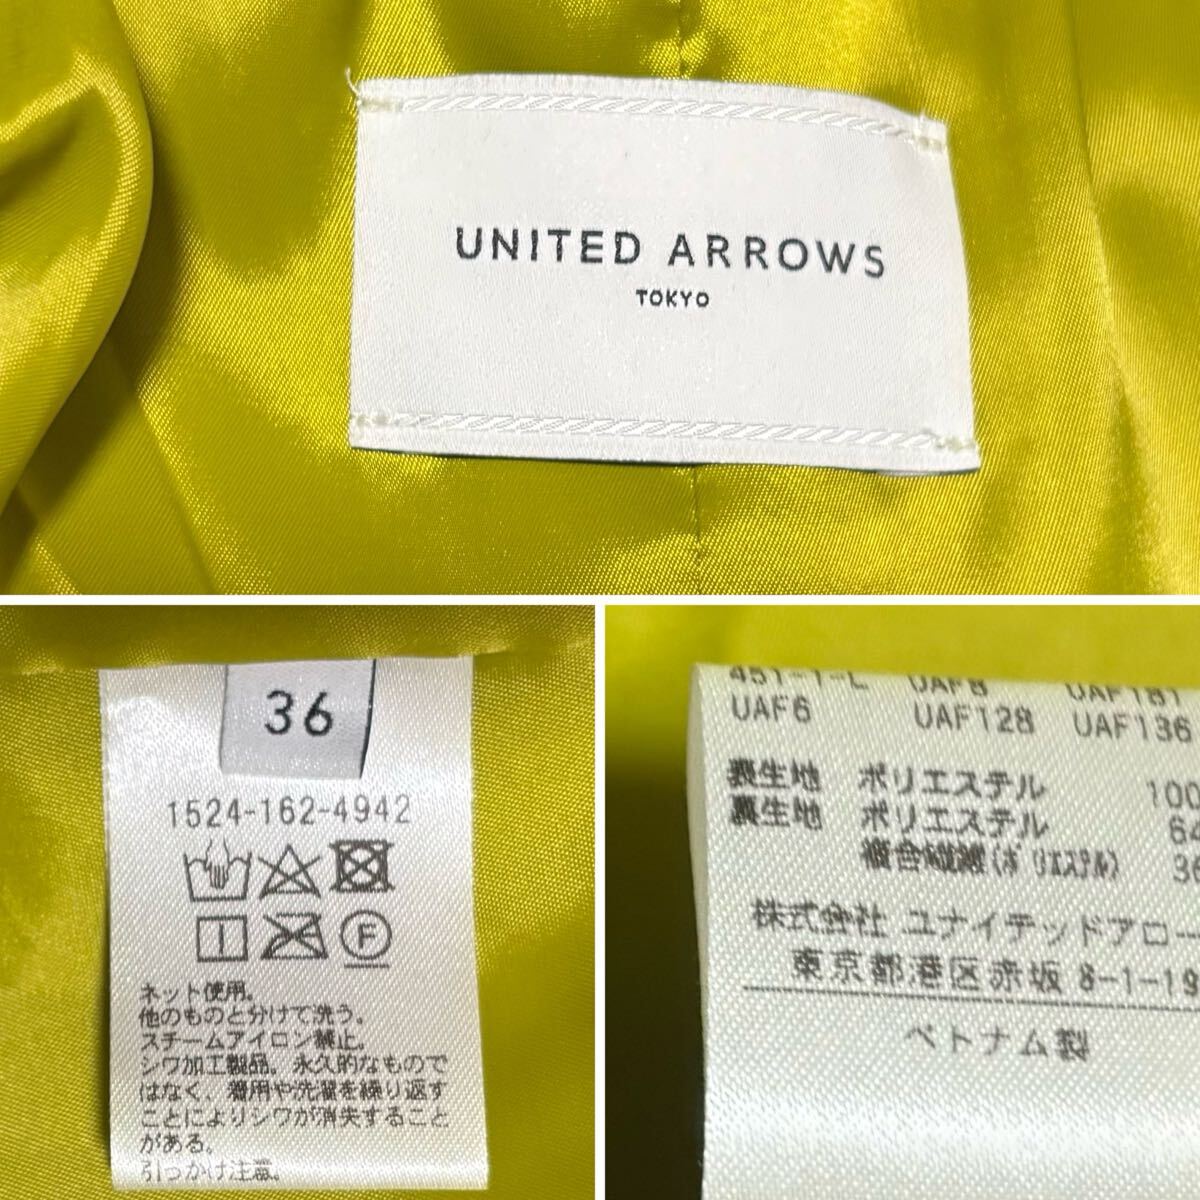 UNITED ARROWS
TOKYO
36
1524-162-4942
F
ネット使用。
他のものと分けて洗う。
スチームアイロン禁止。
シワ加工製品。永久的なもので
はなく、着用や洗濯を繰り返す
ことによりシワが消失すること
がある。
引っかけ注意。
451-1-L UAF8 UAF181
UAF6 UAF128 UAF136
表生地 ポリエステル 100
裏生地 ポリエステル 64
複合繊維(ポリエステル) 36
株式会社 ユナイテッドアロー
東京都港区赤坂 8-1-19
ベトナム製